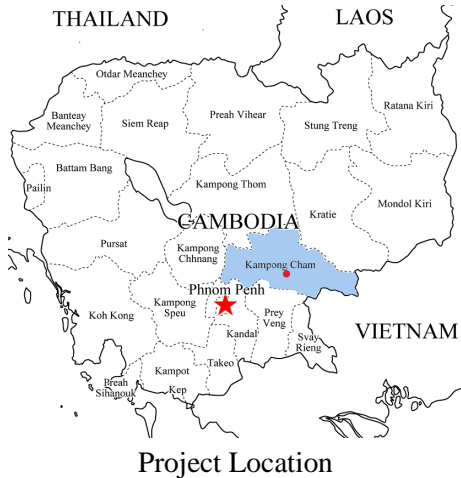 THAILAND
LAOS
Otdar Meanchey
Banteay
Meanchey
Siem Reap
Preah Vihear
Stung Treng
Ratana Kiri
Battam Bang
Pailin
Kampong Thom
Mondol Kiri
Kratie
CAMBODIA
Pursat
Kampong
Chhnang
Kampong Cham
Phnom Penh
Koh Kong
Kampong
Speu
Prey
Veng
Kandal
Svay
Rieng
VIETNAM
Takeo
Kampot
Preah
Sihanouk
Kep
Project Location